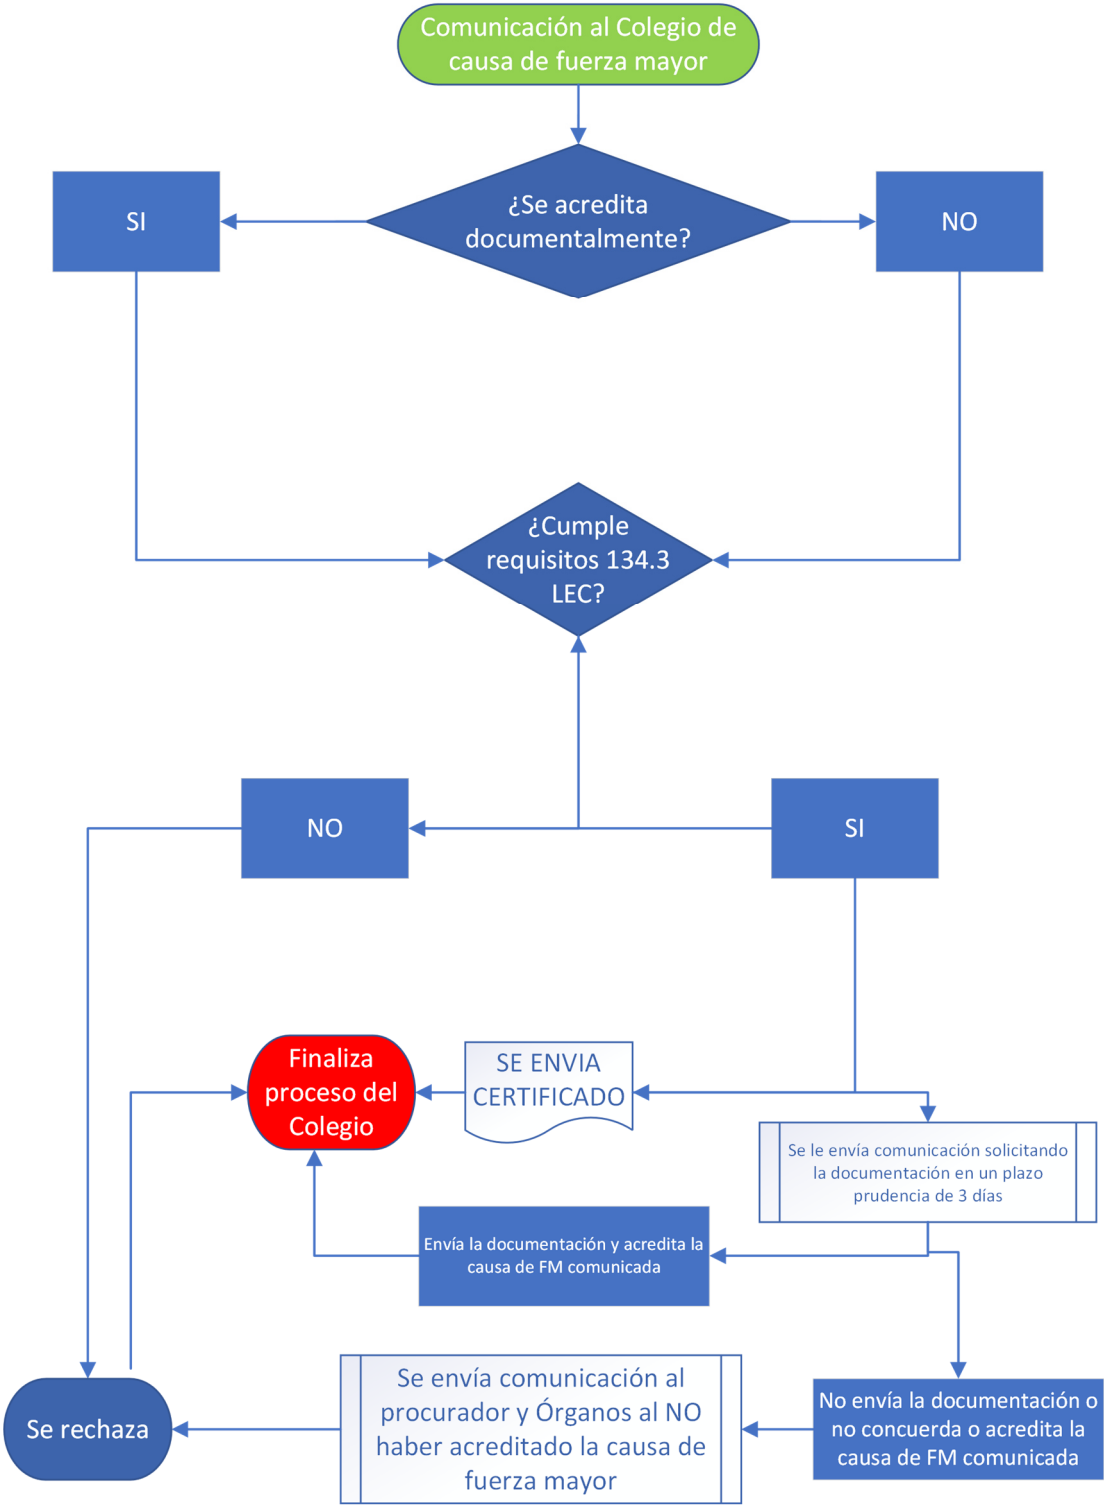 Comunicación al Colegio de
causa de fuerza mayor
¿Se acredita
documentalmente?
SI
NO
¿Cumple
requisitos 134.3
LEC?
NO
SI
Finaliza
proceso del
Colegio
SE ENVIA
CERTIFICADO
Se le envía comunicación solicitando
la documentación en un plazo
prudencia de 3 días
Envía la documentación y acredita la
causa de FM comunicada
Se rechaza
Se envía comunicación al
procurador y Órganos al NO
haber acreditado la causa de
fuerza mayor
No envía la documentación o
no concuerda o acredita la
causa de FM comunicada